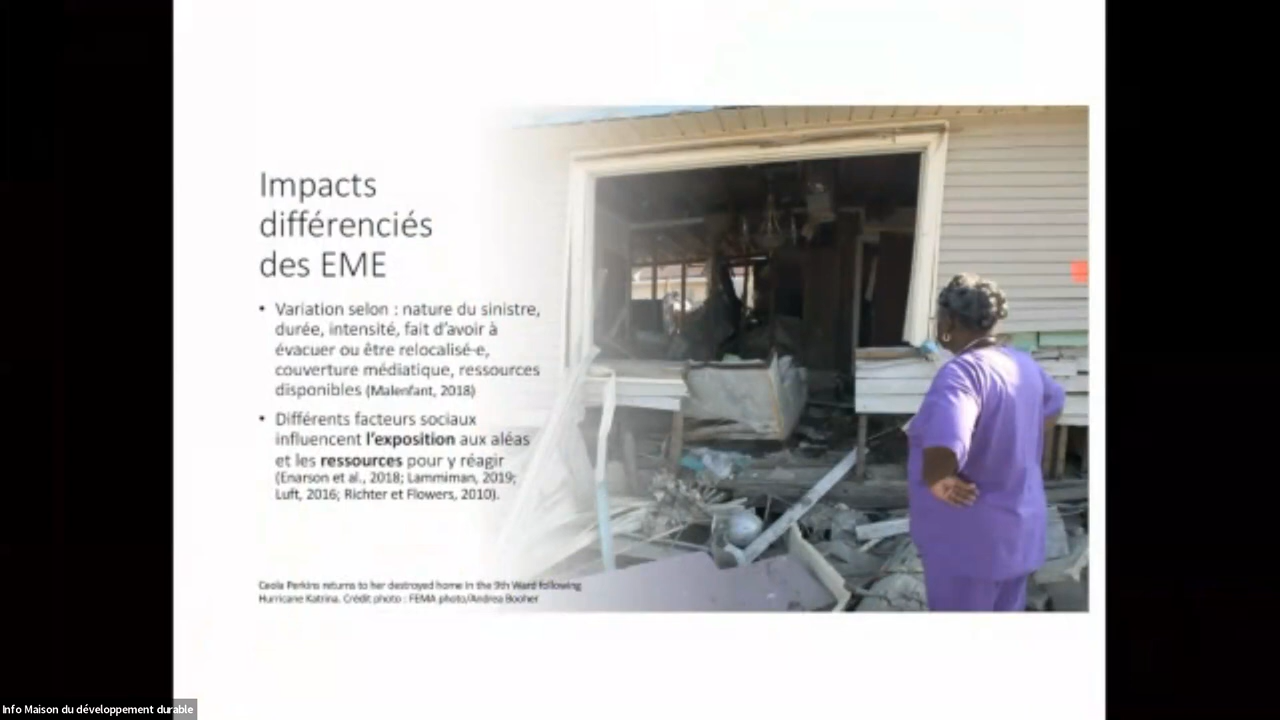 Impacts
différenciés
des EME
• Variation selon : nature du sinistre,
durée, intensité, fait d'avoir à
évacuer ou être relocalisé-e,
couverture médiatique, ressources
disponibles (Malenfant, 2018)
• Différents facteurs sociaux
influencent l'exposition aux aléas
et les ressources pour y réagir
(Enarson et al., 2018; Lammiman, 2019;
Luft, 2016; Richter et Flowers, 2010).
Ceola Perkins returns to her destroyed home in the 9th Ward following
Hurricane Katrina. Crédit photo : FEMA photo/Andrea Booher
Info Maison du développement durable